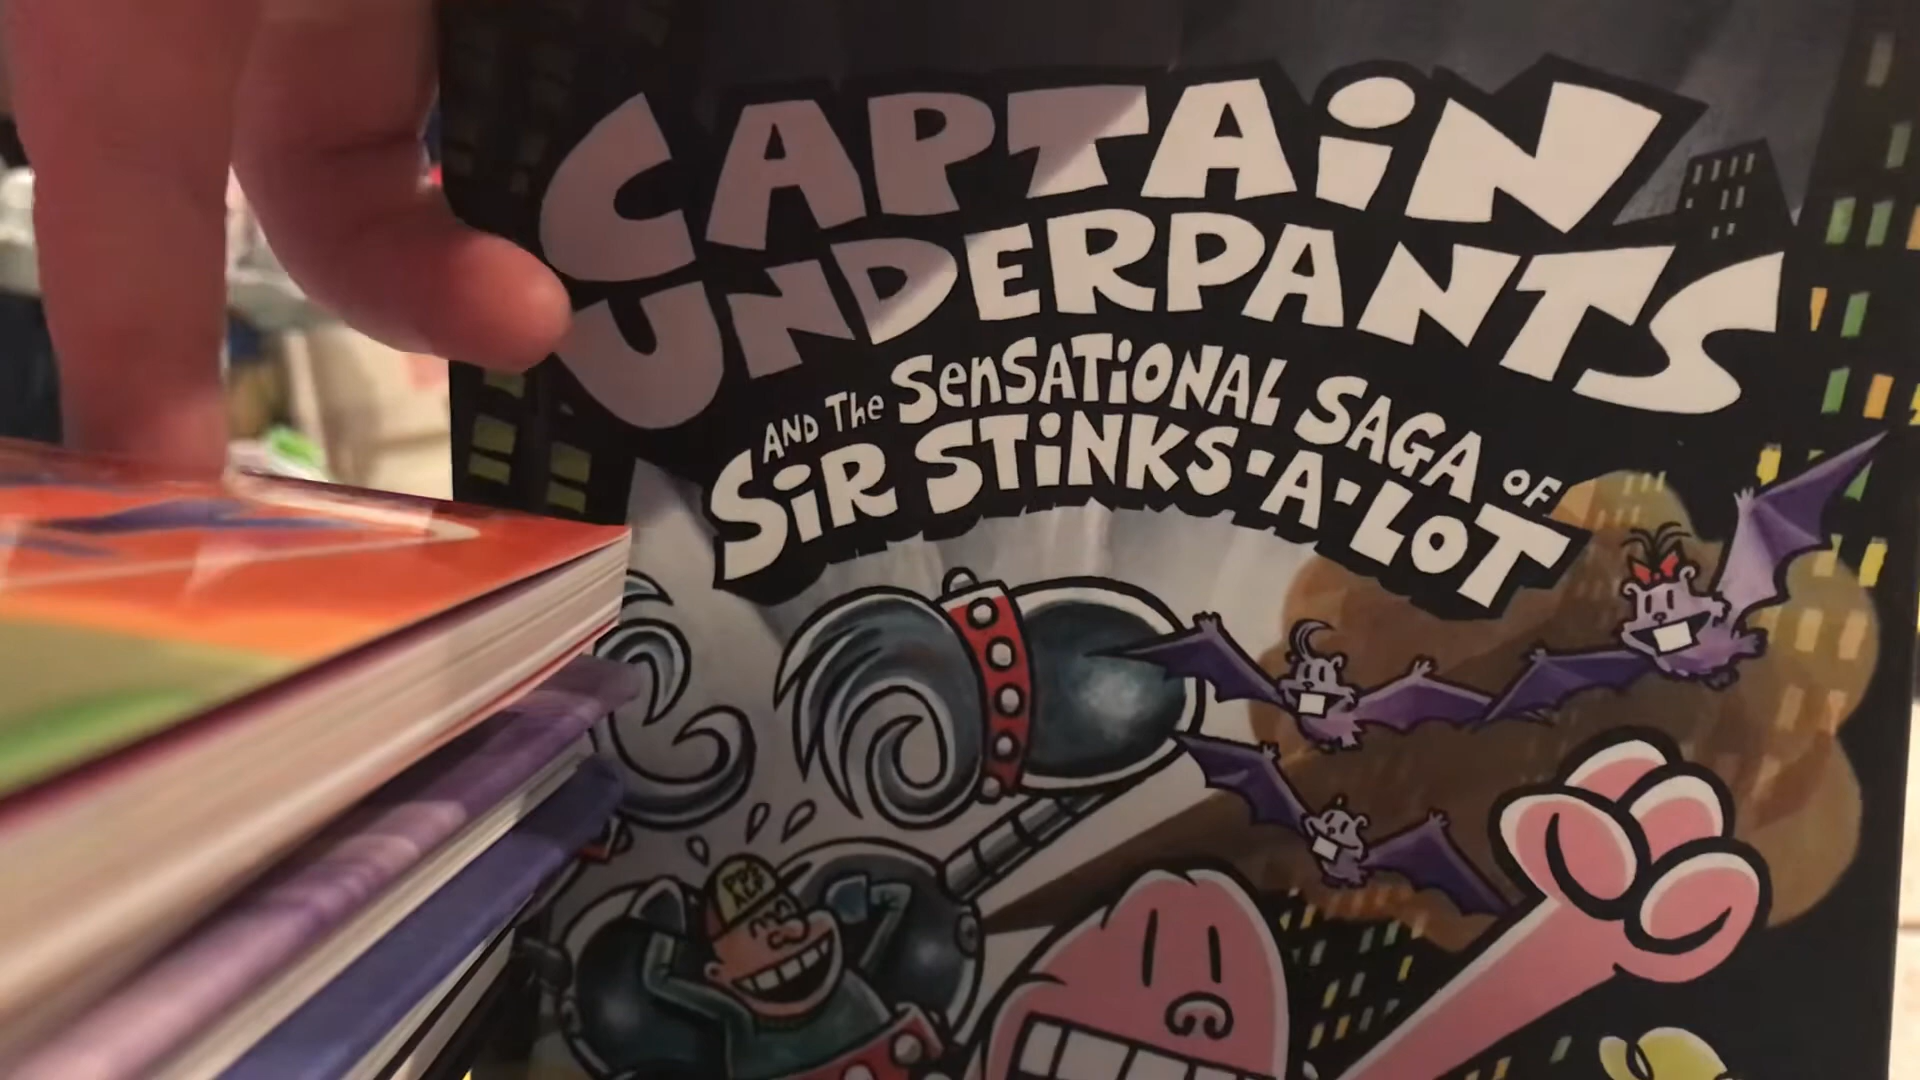 CAPTAiN
UNDERPANTS
AND The SenSATiONAL SAGA OF
SiR STiNKS-A-LOT